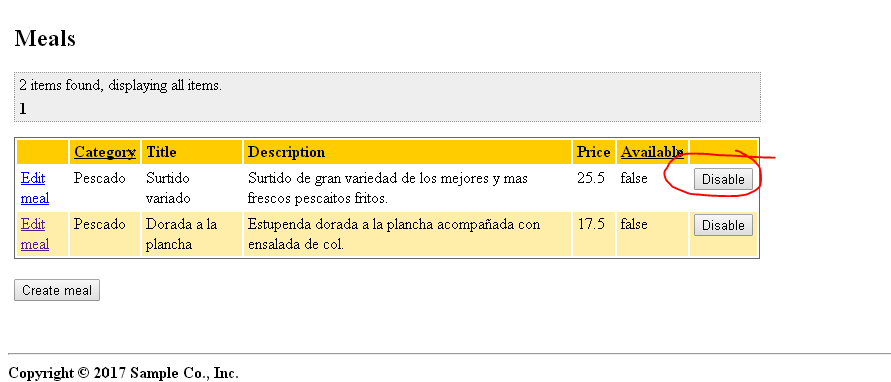 Meals
2 items found, displaying all items.
1
Category Title Description Price Available
Edit meal Pescado Surtido variado Surtido de gran variedad de los mejores y mas frescos pescaitos fritos. 25.5 false Disable
Edit meal Pescado Dorada a la plancha Estupenda dorada a la plancha acompañada con ensalada de col. 17.5 false Disable
Create meal
Copyright © 2017 Sample Co., Inc.